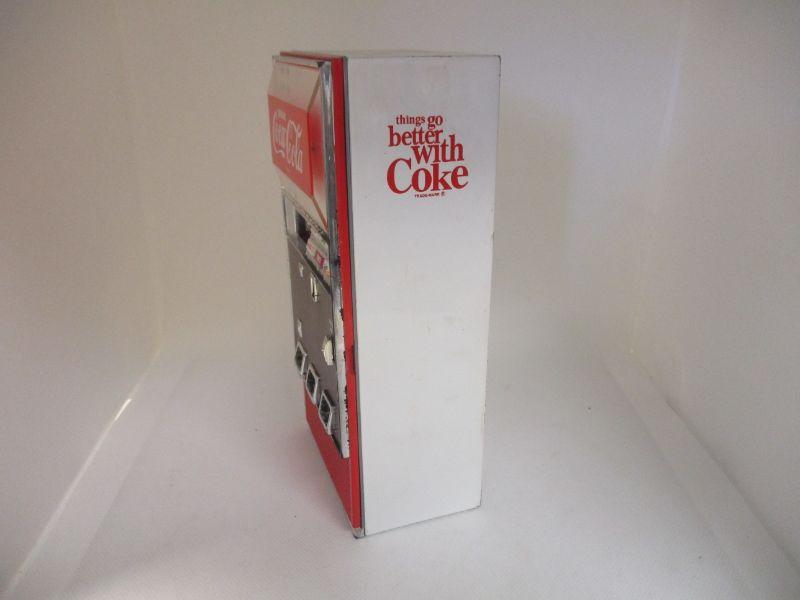 Coca-Cola
things go
better
with
Coke
TRADE-MARK ®